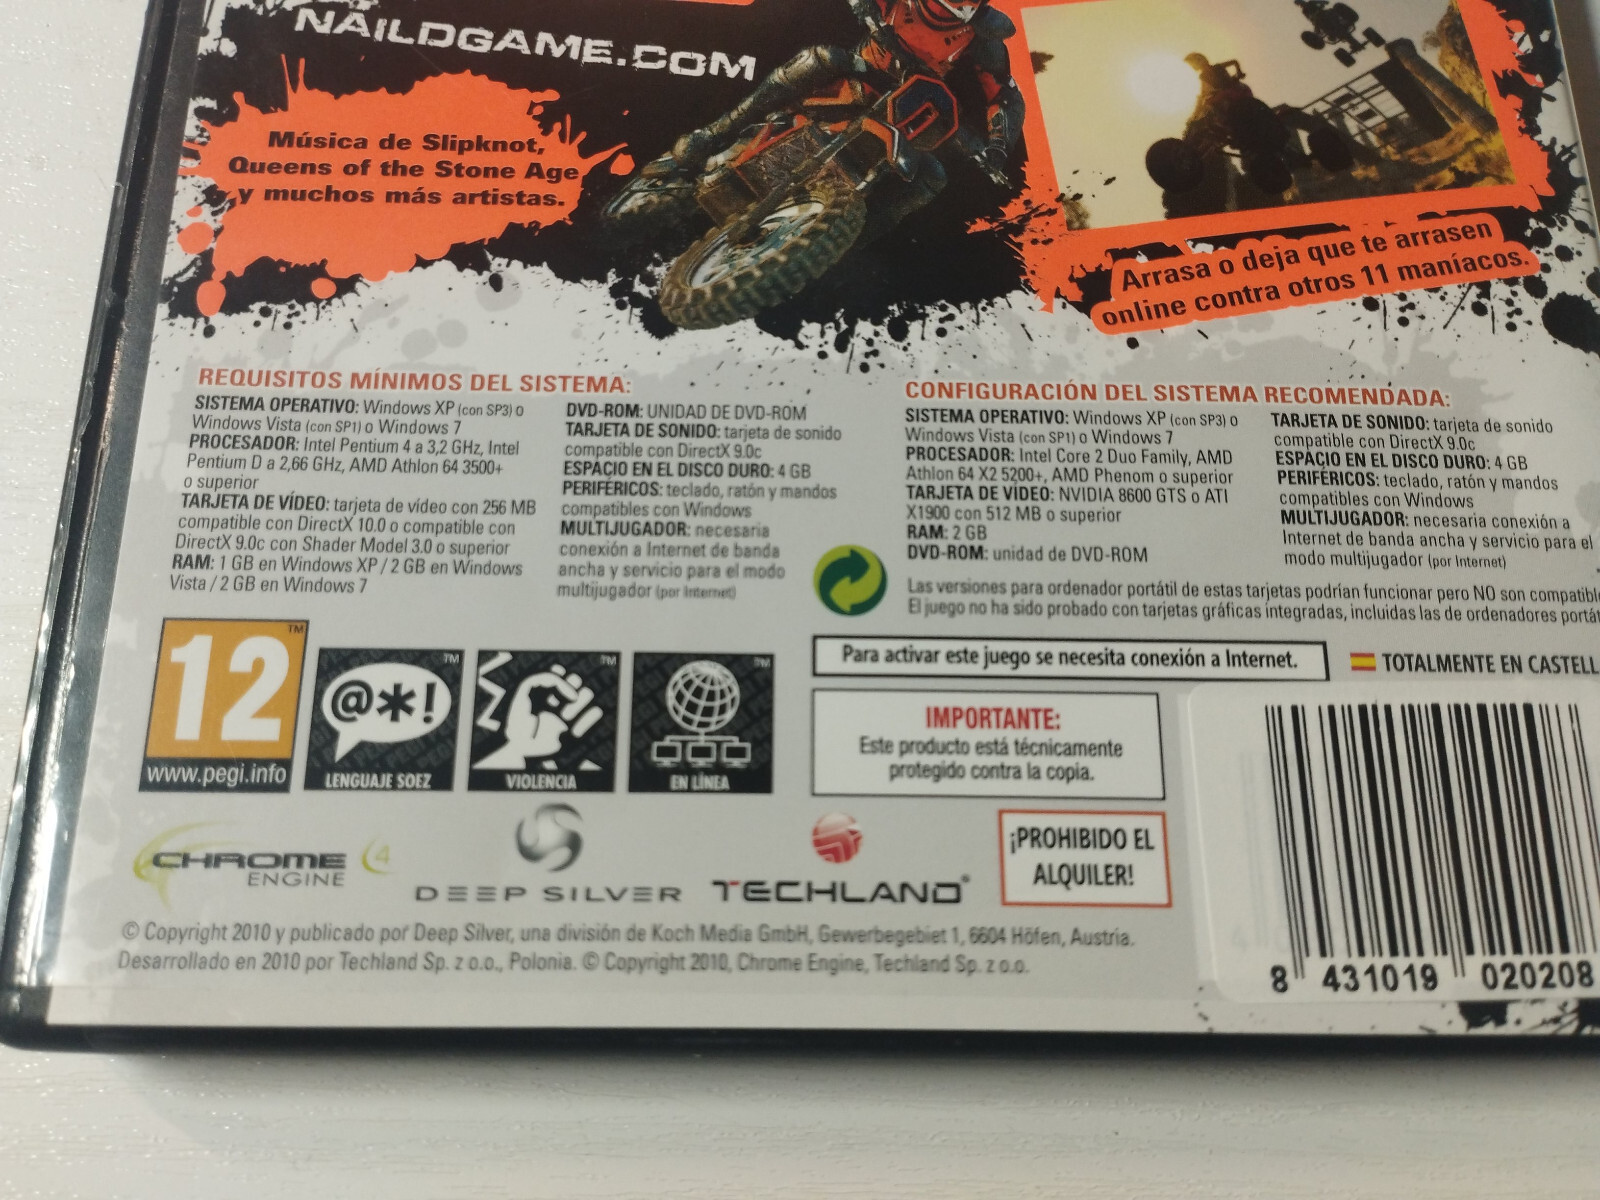 NAILDGAME.COM
Música de Slipknot,
Queens of the Stone Age
y muchos más artistas.
Arrasa o deja que te arrasen
online contra otros 11 maníacos.
REQUISITOS MÍNIMOS DEL SISTEMA:
SISTEMA OPERATIVO: Windows XP (con SP3) o
Windows Vista (con SP1) o Windows 7
PROCESADOR: Intel Pentium 4 a 3,2 GHz, Intel
Pentium D a 2,66 GHz, AMD Athlon 64 3500+
o superior
TARJETA DE VÍDEO: tarjeta de vídeo con 256 MB
compatible con DirectX 10.0 o compatible con
DirectX 9.0c con Shader Model 3.0 o superior
RAM: 1 GB en Windows XP / 2 GB en Windows
Vista / 2 GB en Windows 7
DVD-ROM: UNIDAD DE DVD-ROM
TARJETA DE SONIDO: tarjeta de sonido
compatible con DirectX 9.0c
ESPACIO EN EL DISCO DURO: 4 GB
PERIFÉRICOS: teclado, ratón y mandos
compatibles con Windows
MULTIJUGADOR: necesaria
conexión a Internet de banda
ancha y servicio para el modo
multijugador (por Internet)
CONFIGURACIÓN DEL SISTEMA RECOMENDADA:
SISTEMA OPERATIVO: Windows XP (con SP3) o
Windows Vista (con SP1) o Windows 7
PROCESADOR: Intel Core 2 Duo Family, AMD
Athlon 64 X2 5200+, AMD Phenom o superior
TARJETA DE VÍDEO: NVIDIA 8600 GTS o ATI
X1900 con 512 MB o superior
RAM: 2 GB
DVD-ROM: unidad de DVD-ROM
TARJETA DE SONIDO: tarjeta de sonido
compatible con DirectX 9.0c
ESPACIO EN EL DISCO DURO: 4 GB
PERIFÉRICOS: teclado, ratón y mandos
compatibles con Windows
MULTIJUGADOR: necesaria conexión a
Internet de banda ancha y servicio para el
modo multijugador (por Internet)
Las versiones para ordenador portátil de estas tarjetas podrían funcionar pero NO son compatibl
El juego no ha sido probado con tarjetas gráficas integradas, incluidas las de ordenadores portát
12™
www.pegi.info
@*!
TM
LENGUAJE SOEZ
TM
VIOLENCIA
TM
EN LÍNEA
Para activar este juego se necesita conexión a Internet.
TOTALMENTE EN CASTELL
IMPORTANTE:
Este producto está técnicamente
protegido contra la copia.
CHROME 4
ENGINE
DEEP SILVER
TECHLAND®
¡PROHIBIDO EL
ALQUILER!
© Copyright 2010 y publicado por Deep Silver, una división de Koch Media GmbH, Gewerbegebiet 1, 6604 Höfen, Austria.
Desarrollado en 2010 por Techland Sp. z o.o., Polonia. © Copyright 2010, Chrome Engine, Techland Sp. z o.o.
8 431019 020208